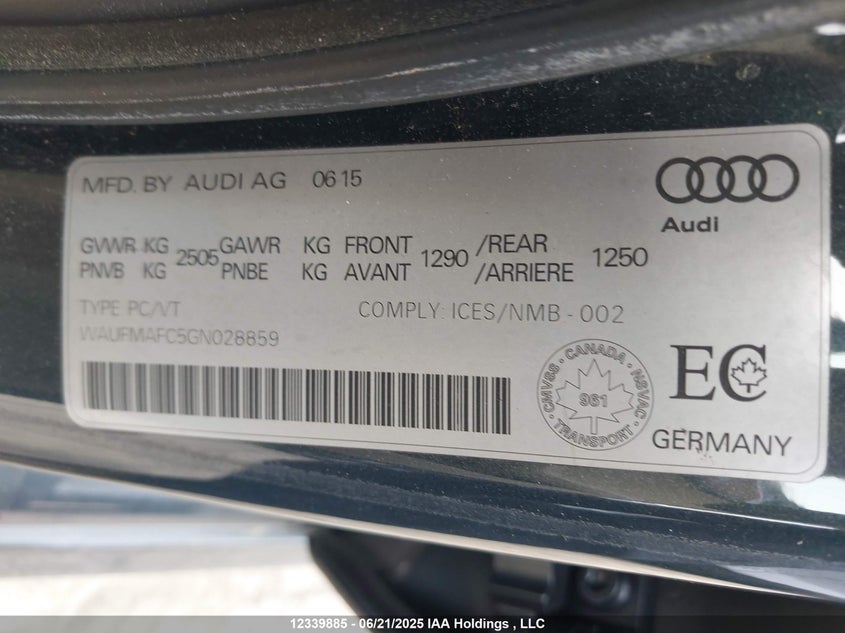 MFD. BY AUDI AG 06 15
Audi
GVWR KG 2505 GAWR KG FRONT 1290 /REAR 1250
PNVB KG PNBE KG AVANT /ARRIERE
TYPE PC/VT COMPLY: ICES/NMB - 002
WAUFMAFC5GN028859
CANADA
CMVSS - NSVAC
961
TRANSPORT
EC
GERMANY
12339885 - 06/21/2025 IAA Holdings , LLC